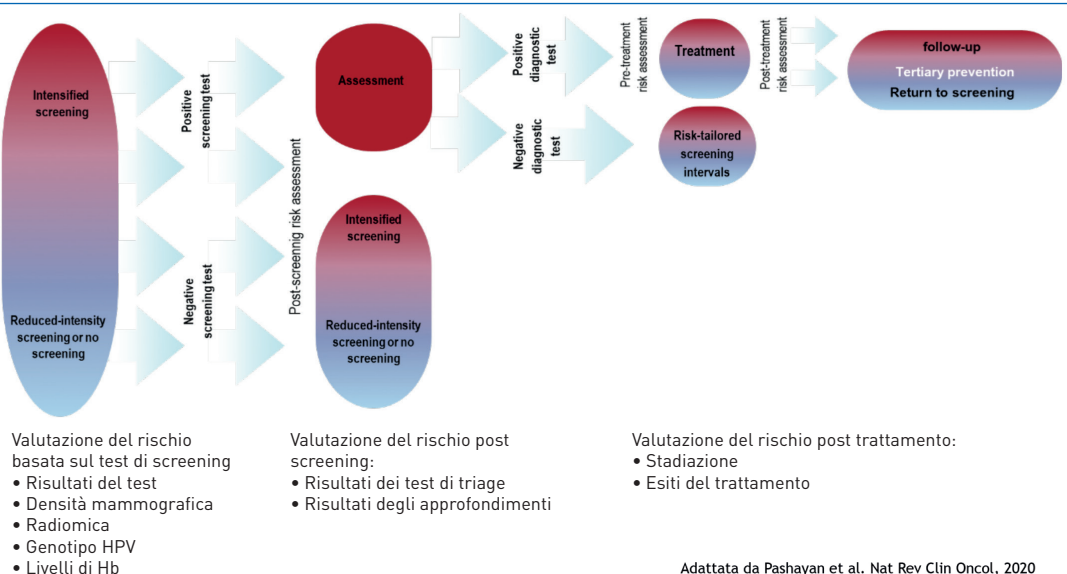 Intensified
screening
Reduced-intensity
screening or no
screening
Positive
screening test
Negative
screening test
Post-screennig risk assessment
Assessment
Intensified
screening
Reduced-intensity
screening or no
screening
Positive
diagnostic
test
Negative
diagnostic
test
Pre-treatment
risk assessment
Treatment
Risk-tailored
screening
intervals
Post-treatment
risk assessment
follow-up
Tertiary prevention
Return to screening
Valutazione del rischio
basata sul test di screening
• Risultati del test
• Densità mammografica
• Radiomica
• Genotipo HPV
• Livelli di Hb
Valutazione del rischio post
screening:
• Risultati dei test di triage
• Risultati degli approfondimenti
Valutazione del rischio post trattamento:
• Stadiazione
• Esiti del trattamento
Adattata da Pashayan et al. Nat Rev Clin Oncol, 2020